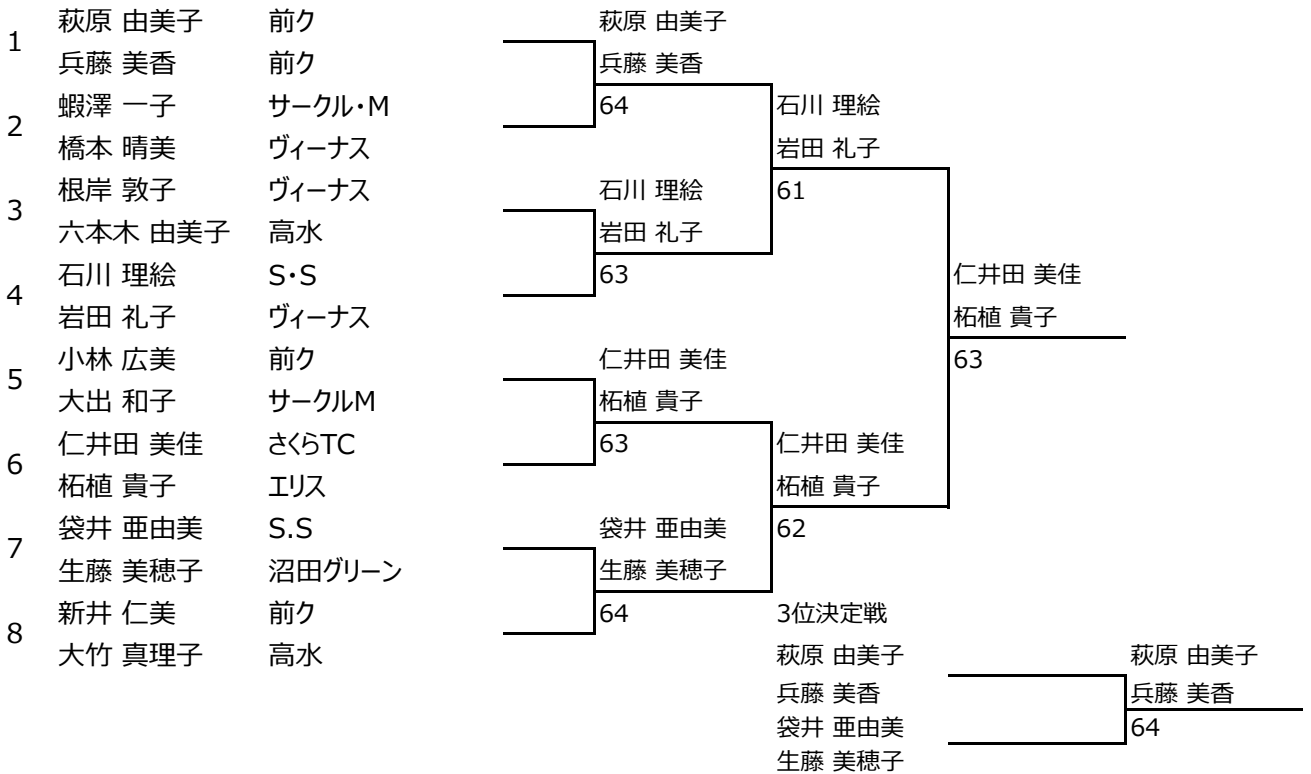 1
萩原 由美子 前ク
兵藤 美香 前ク
2
蝦澤 一子 サークル・M
橋本 晴美 ヴィーナス
3
根岸 敦子 ヴィーナス
六本木 由美子 高水
4
石川 理絵 S・S
岩田 礼子 ヴィーナス
5
小林 広美 前ク
大出 和子 サークルM
6
仁井田 美佳 さくらTC
柘植 貴子 エリス
7
袋井 亜由美 S.S
生藤 美穂子 沼田グリーン
8
新井 仁美 前ク
大竹 真理子 高水
萩原 由美子
兵藤 美香
64
石川 理絵
岩田 礼子
63
仁井田 美佳
柘植 貴子
63
袋井 亜由美
生藤 美穂子
64
石川 理絵
岩田 礼子
61
仁井田 美佳
柘植 貴子
62
仁井田 美佳
柘植 貴子
63
3位決定戦
萩原 由美子
兵藤 美香
袋井 亜由美
生藤 美穂子
萩原 由美子
兵藤 美香
64